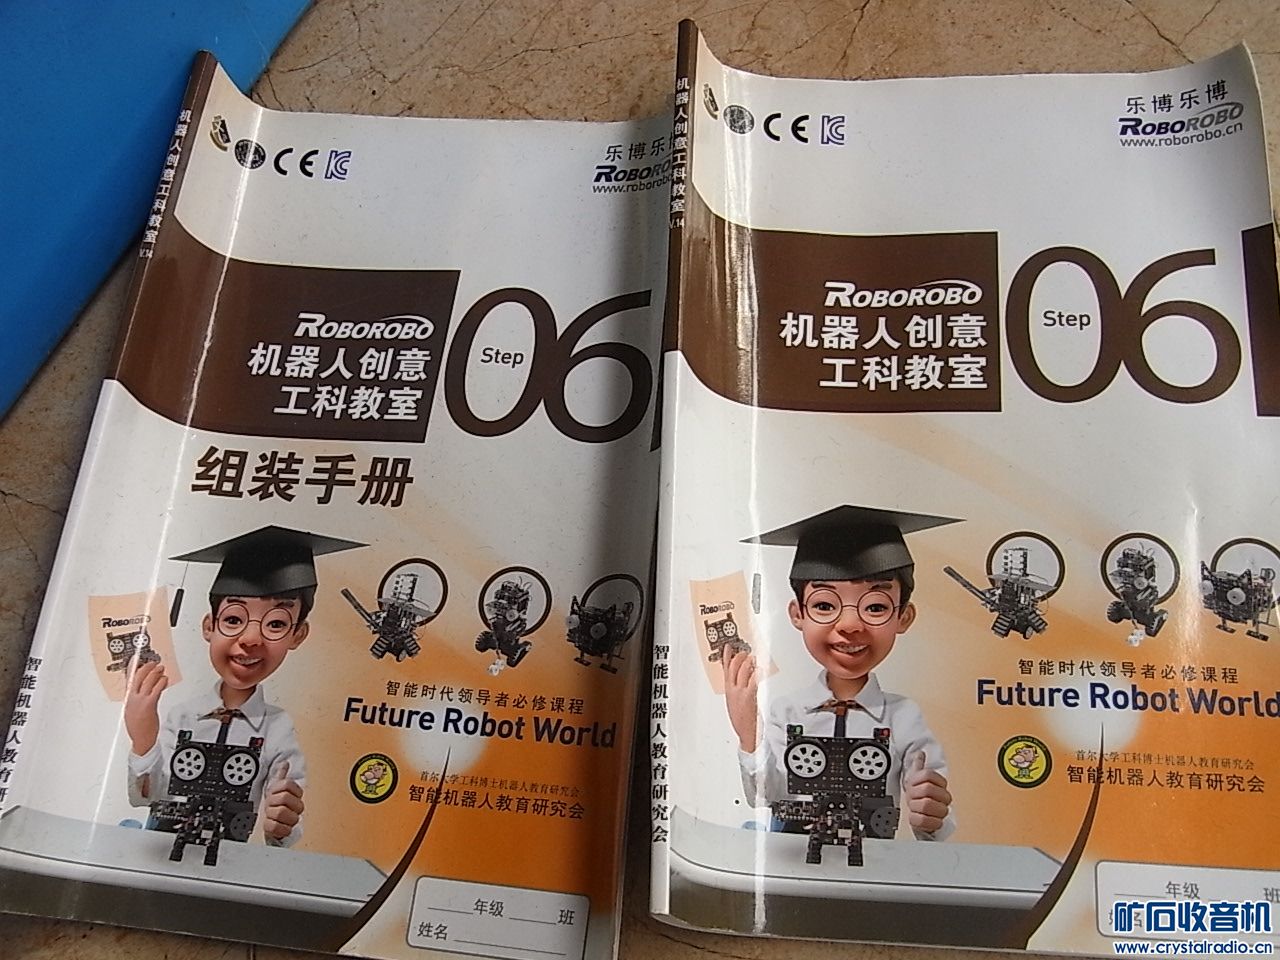 机器人创意工科教室 V.14
CE
乐博乐博
ROBOROBO
www.roborobo
ROBOROBO
机器人创意
工科教室
Step
06
组装手册
ROBOROBO
智能时代领导者必修课程
Future Robot World
首尔大学工科博士机器人教育研究会
智能机器人教育研究会
智能机器人教育研
年级 班
姓名
机器人创意工科教室 V.14
CE
乐博乐博
ROBOROBO
www.roborobo.cn
ROBOROBO
机器人创意
工科教室
Step
06
ROBOROBO
智能时代领导者必修课程
Future Robot World
首尔大学工科博士机器人教育研究会
智能机器人教育研究会
智能机器人教育研究会
年级 班
姓名
矿石收音机
www.crystalradio.cn